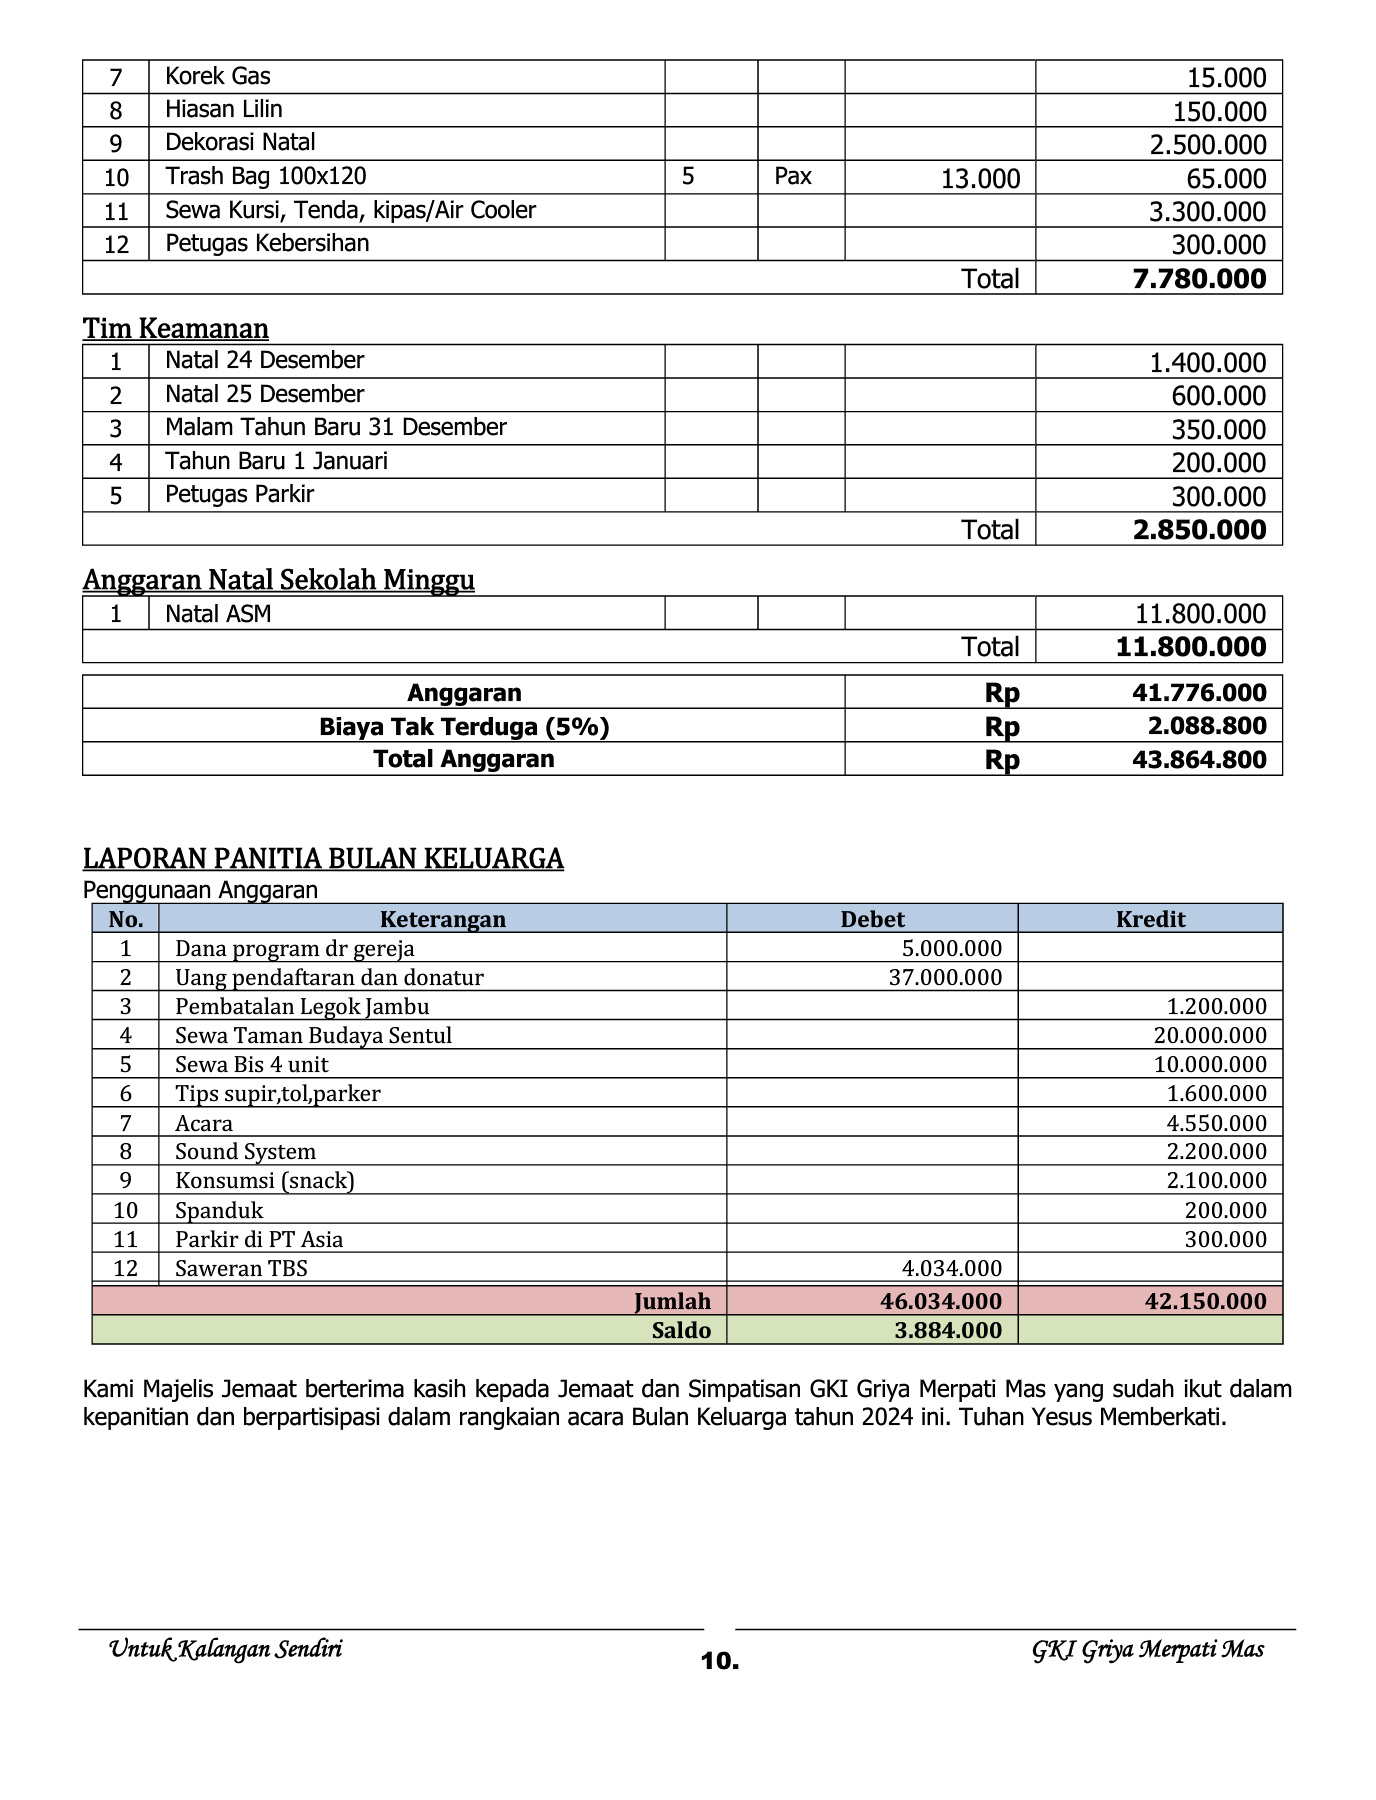 7 Korek Gas 15.000
8 Hiasan Lilin 150.000
9 Dekorasi Natal 2.500.000
10 Trash Bag 100x120 5 Pax 13.000 65.000
11 Sewa Kursi, Tenda, kipas/Air Cooler 3.300.000
12 Petugas Kebersihan 300.000
Total 7.780.000
Tim Keamanan
1 Natal 24 Desember 1.400.000
2 Natal 25 Desember 600.000
3 Malam Tahun Baru 31 Desember 350.000
4 Tahun Baru 1 Januari 200.000
5 Petugas Parkir 300.000
Total 2.850.000
Anggaran Natal Sekolah Minggu
1 Natal ASM 11.800.000
Total 11.800.000
Anggaran Rp 41.776.000
Biaya Tak Terduga (5%) Rp 2.088.800
Total Anggaran Rp 43.864.800
LAPORAN PANITIA BULAN KELUARGA
Penggunaan Anggaran
No. Keterangan Debet Kredit
1 Dana program dr gereja 5.000.000
2 Uang pendaftaran dan donatur 37.000.000
3 Pembatalan Legok Jambu 1.200.000
4 Sewa Taman Budaya Sentul 20.000.000
5 Sewa Bis 4 unit 10.000.000
6 Tips supir,tol,parker 1.600.000
7 Acara 4.550.000
8 Sound System 2.200.000
9 Konsumsi (snack) 2.100.000
10 Spanduk 200.000
11 Parkir di PT Asia 300.000
12 Saweran TBS 4.034.000
Jumlah 46.034.000 42.150.000
Saldo 3.884.000
Kami Majelis Jemaat berterima kasih kepada Jemaat dan Simpatisan GKI Griya Merpati Mas yang sudah ikut dalam
kepanitian dan berpartisipasi dalam rangkaian acara Bulan Keluarga tahun 2024 ini. Tuhan Yesus Memberkati.
Untuk Kalangan Sendiri 10. GKI Griya Merpati Mas